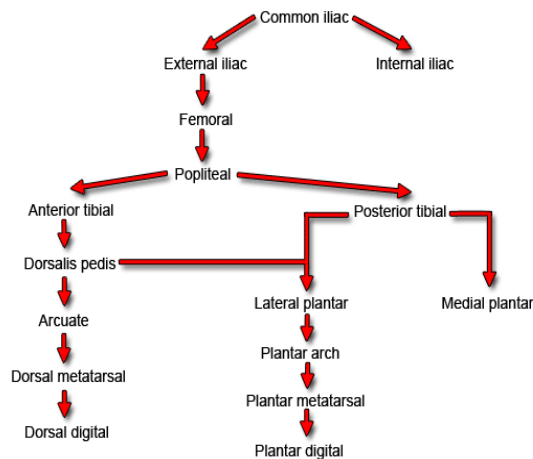 Common iliac
External iliac
Internal iliac
Femoral
Popliteal
Anterior tibial
Posterior tibial
Dorsalis pedis
Lateral plantar
Medial plantar
Arcuate
Plantar arch
Dorsal metatarsal
Plantar metatarsal
Dorsal digital
Plantar digital